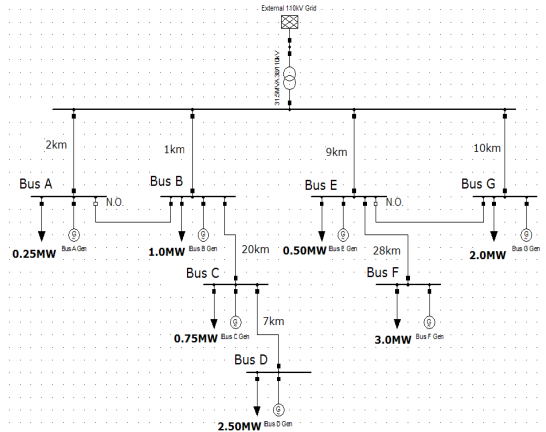 External 110kV Grid
31.5MVA 38/110kV
2km
1km
9km
10km
Bus A
Bus B
Bus E
Bus G
N.O.
N.O.
Bus A Gen
Bus B Gen
Bus E Gen
Bus G Gen
0.25MW
1.0MW
0.50MW
2.0MW
20km
28km
Bus C
Bus F
0.75MW
Bus C Gen
7km
3.0MW
Bus F Gen
Bus D
2.50MW
Bus D Gen